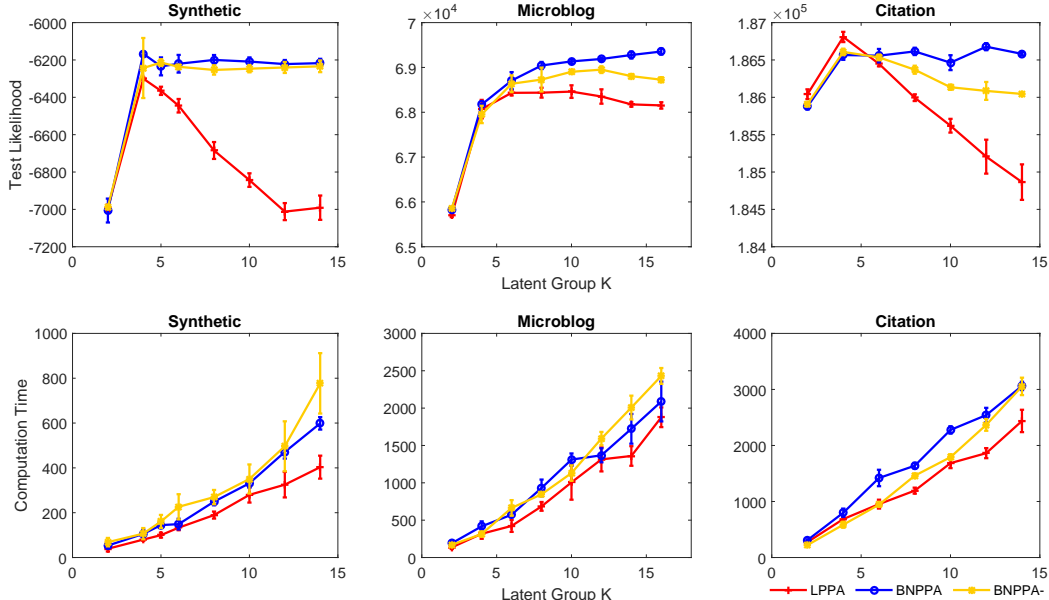 Synthetic
Microblog
Citation
× 10⁴
× 10⁵
Test Likelihood
-6000
-6200
-6400
-6600
-6800
-7000
-7200
0 5 10 15
7
6.9
6.8
6.7
6.6
6.5
0 5 10 15
Latent Group K
1.87
1.865
1.86
1.855
1.85
1.845
1.84
0 5 10 15
Synthetic
Microblog
Citation
Computation Time
1000
800
600
400
200
0
0 5 10 15
3000
2500
2000
1500
1000
500
0
0 5 10 15
Latent Group K
4000
3000
2000
1000
0
0 5 10 15
LPPA BNPPA BNPPA-